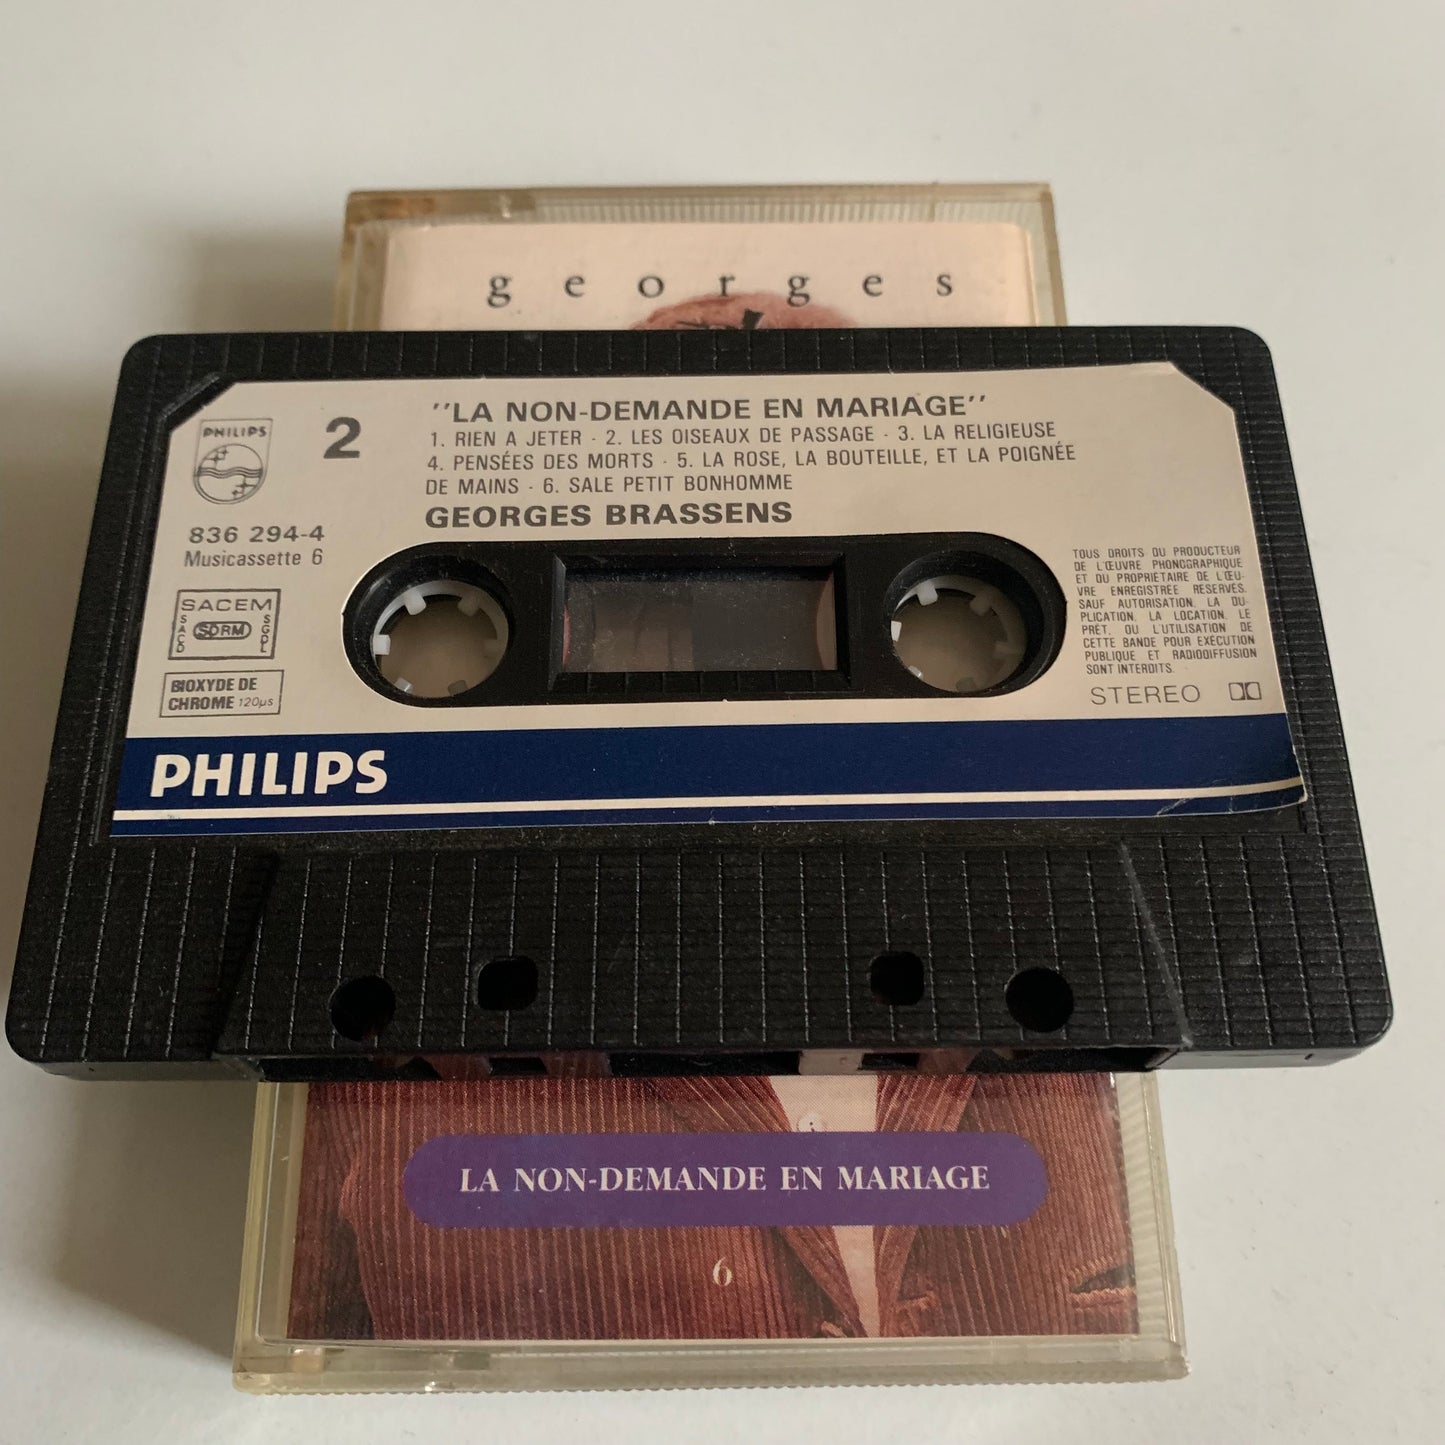 georges
PHILIPS
2
"LA NON-DEMANDE EN MARIAGE"
1. RIEN A JETER - 2. LES OISEAUX DE PASSAGE - 3. LA RELIGIEUSE
4. PENSÉES DES MORTS - 5. LA ROSE, LA BOUTEILLE, ET LA POIGNÉE
DE MAINS - 6. SALE PETIT BONHOMME
GEORGES BRASSENS
836 294-4
Musicassette 6
SACEM
SACD
SDRM
SGDL
BIOXYDE DE
CHROME 120µs
TOUS DROITS DU PRODUCTEUR
DE L'ŒUVRE PHONOGRAPHIQUE
ET DU PROPRIÉTAIRE DE L'ŒU-
VRE ENREGISTRÉE RÉSERVÉS.
SAUF AUTORISATION, LA DU-
PLICATION, LA LOCATION, LE
PRÊT, OU L'UTILISATION DE
CETTE BANDE POUR EXÉCUTION
PUBLIQUE ET RADIODIFFUSION
SONT INTERDITS.
STEREO
PHILIPS
LA NON-DEMANDE EN MARIAGE
6